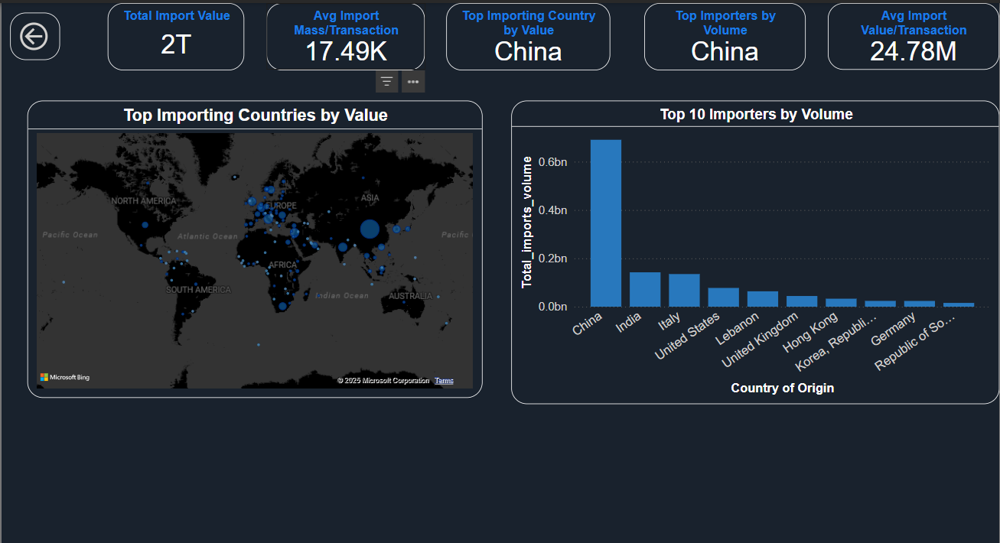 Total Import Value
2T
Avg Import
Mass/Transaction
17.49K
Top Importing Country
by Value
China
Top Importers by
Volume
China
Avg Import
Value/Transaction
24.78M
Top Importing Countries by Value
NORTH AMERICA
EUROPE
ASIA
Pacific Ocean
Atlantic Ocean
Pacific
AFRICA
SOUTH AMERICA
Indian Ocean
AUSTRALIA
Microsoft Bing
© 2025 Microsoft Corporation Terms
Top 10 Importers by Volume
Total_imports_volume
0.6bn
0.4bn
0.2bn
0.0bn
China
India
Italy
United States
Lebanon
United Kingdom
Hong Kong
Korea, Republi...
Germany
Republic of So...
Country of Origin